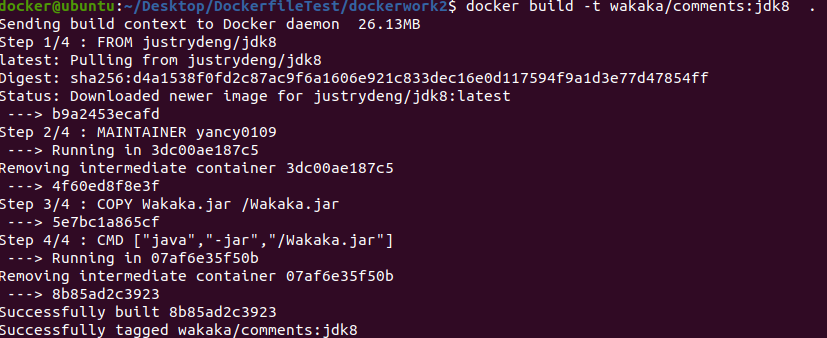 docker@ubuntu:~/Desktop/DockerfileTest/dockerwork2$ docker build -t wakaka/comments:jdk8  .
Sending build context to Docker daemon  26.13MB
Step 1/4 : FROM justrydeng/jdk8
latest: Pulling from justrydeng/jdk8
Digest: sha256:d4a1538f0fd2c87ac9f6a1606e921c833dec16e0d117594f9a1d3e77d47854ff
Status: Downloaded newer image for justrydeng/jdk8:latest
 ---> b9a2453ecafd
Step 2/4 : MAINTAINER yancy0109
 ---> Running in 3dc00ae187c5
Removing intermediate container 3dc00ae187c5
 ---> 4f60ed8f8e3f
Step 3/4 : COPY Wakaka.jar /Wakaka.jar
 ---> 5e7bc1a865cf
Step 4/4 : CMD ["java","-jar","/Wakaka.jar"]
 ---> Running in 07af6e35f50b
Removing intermediate container 07af6e35f50b
 ---> 8b85ad2c3923
Successfully built 8b85ad2c3923
Successfully tagged wakaka/comments:jdk8